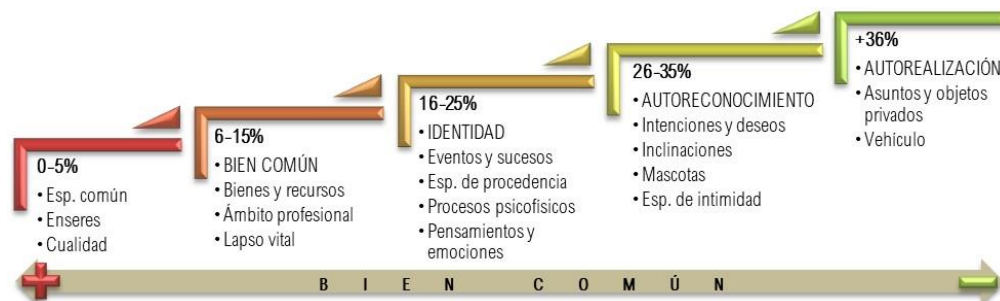 0-5%
• Esp. común
• Enseres
• Cualidad
6-15%
• BIEN COMÚN
• Bienes y recursos
• Ámbito profesional
• Lapso vital
16-25%
• IDENTIDAD
• Eventos y sucesos
• Esp. de procedencia
• Procesos psicofísicos
• Pensamientos y
emociones
26-35%
• AUTORECONOCIMIENTO
• Intenciones y deseos
• Inclinaciones
• Mascotas
• Esp. de intimidad
+36%
• AUTOREALIZACIÓN
• Asuntos y objetos
privados
• Vehículo
B I E N C O M Ú N